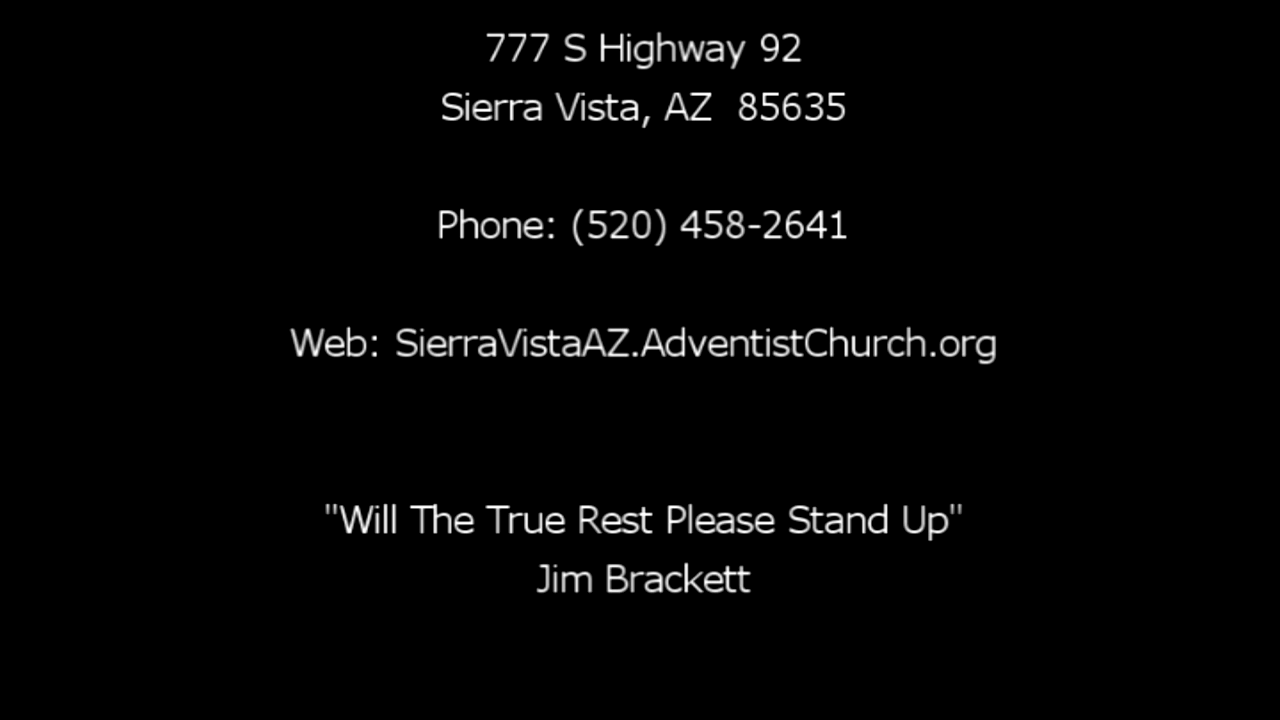 777 S Highway 92
Sierra Vista, AZ  85635
Phone: (520) 458-2641
Web: SierraVistaAZ.AdventistChurch.org
"Will The True Rest Please Stand Up"
Jim Brackett